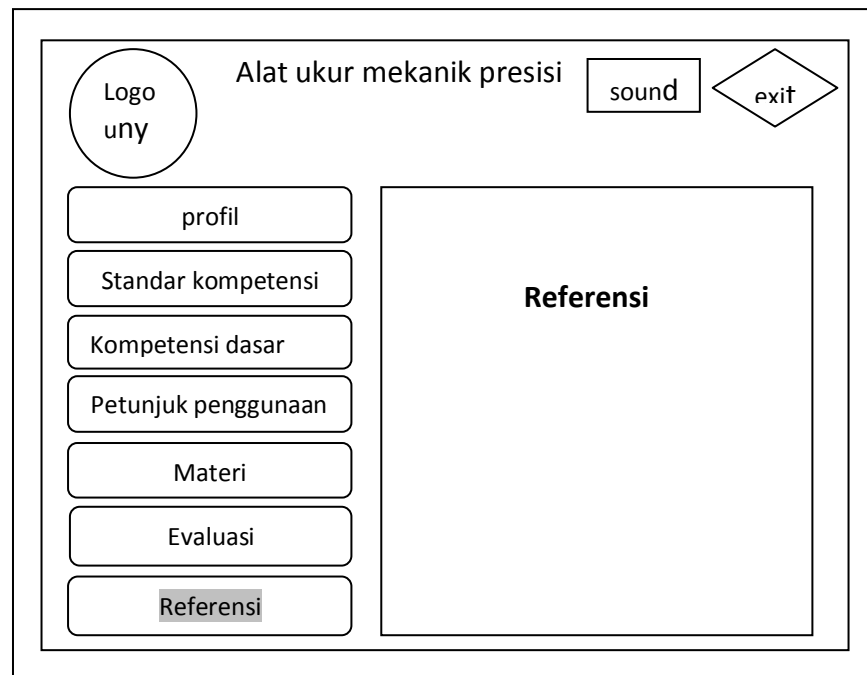 Logo
uny
Alat ukur mekanik presisi
sound
exit
profil
Standar kompetensi
Kompetensi dasar
Petunjuk penggunaan
Materi
Evaluasi
Referensi
Referensi